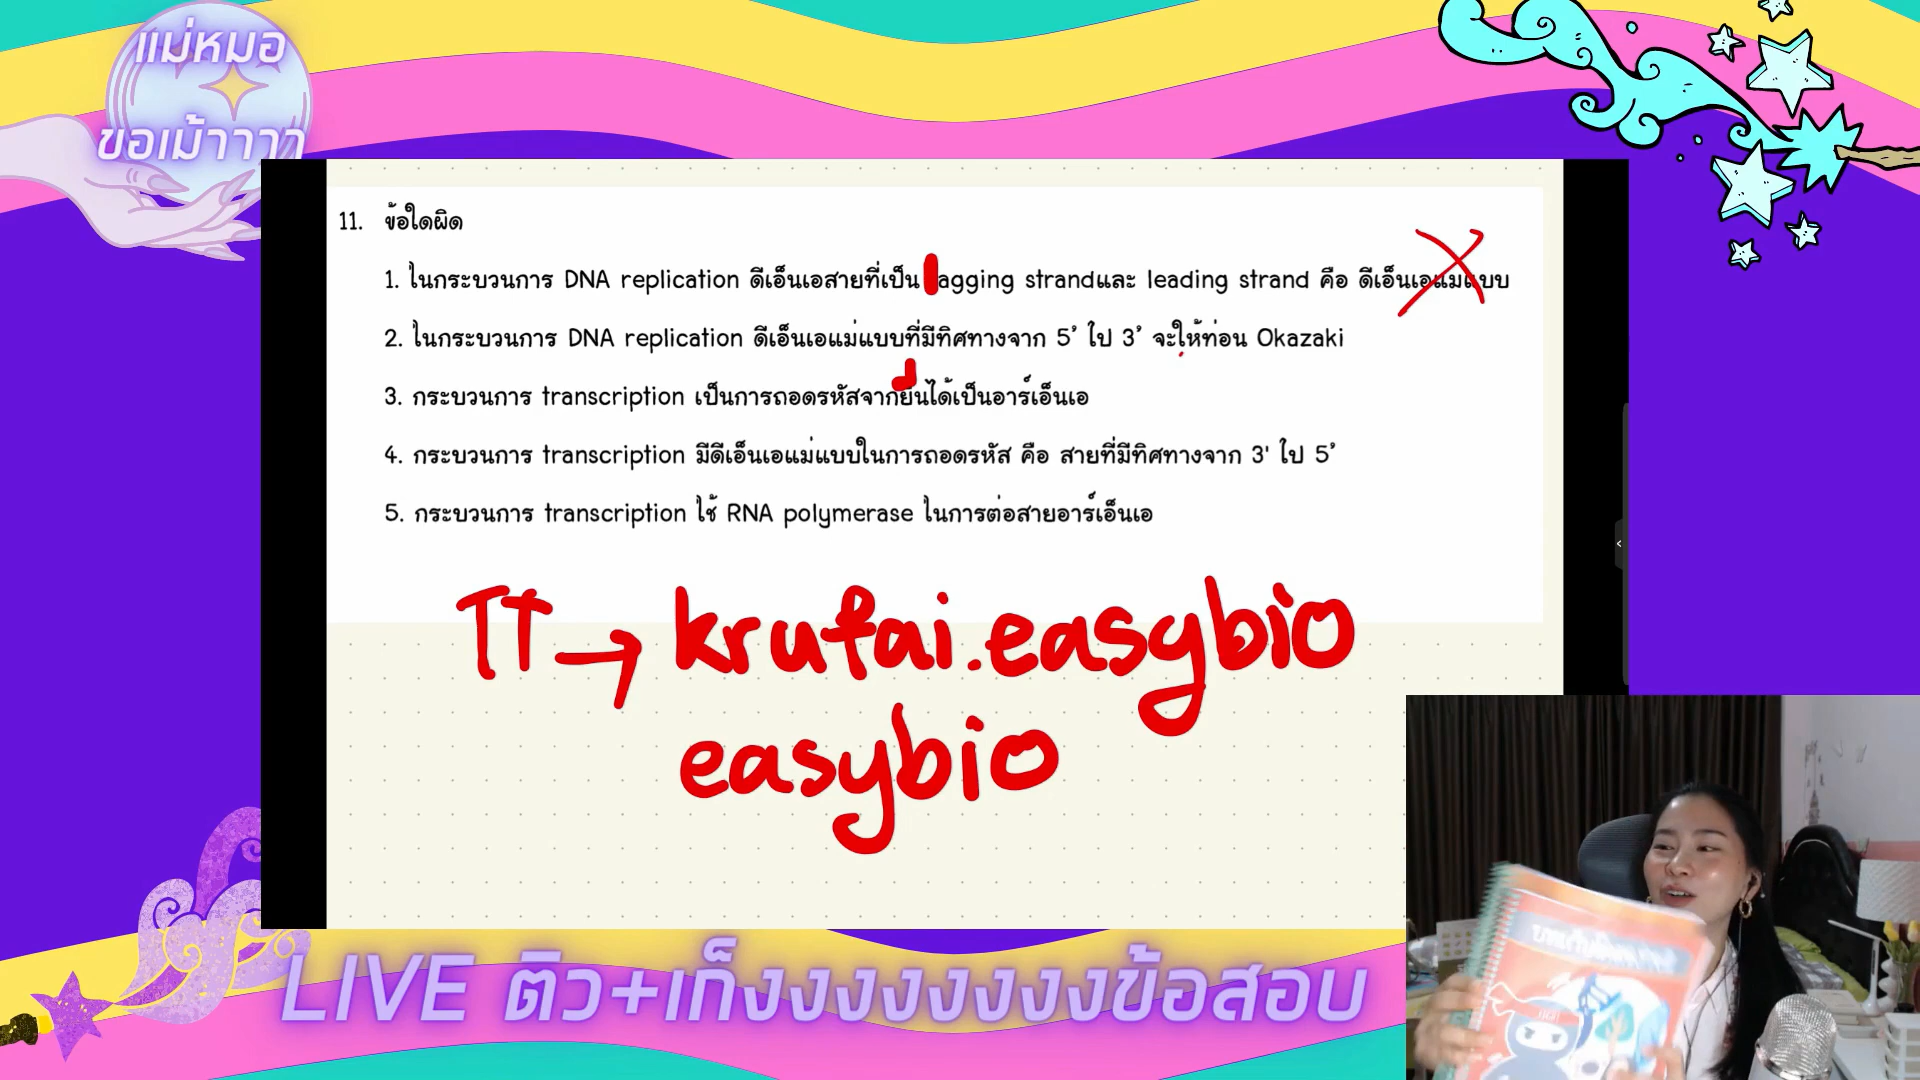 แม่หมอ
ขอเม้าาาา
11. ข้อใดผิด
1. ในกระบวนการ DNA replication ดีเอ็นเอสายที่เป็น lagging strandและ leading strand คือ ดีเอ็นเอแม่แบบ
2. ในกระบวนการ DNA replication ดีเอ็นเอแม่แบบที่มีทิศทางจาก 5’ ไป 3’ จะให้ท่อน Okazaki
3. กระบวนการ transcription เป็นการถอดรหัสจากยีนได้เป็นอาร์เอ็นเอ
4. กระบวนการ transcription มีดีเอ็นเอแม่แบบในการถอดรหัส คือ สายที่มีทิศทางจาก 3' ไป 5’
5. กระบวนการ transcription ใช้ RNA polymerase ในการต่อสายอาร์เอ็นเอ
TT → krufai.easybio
easybio
LIVE ติว+เก็งงงงงงงงงข้อสอบ